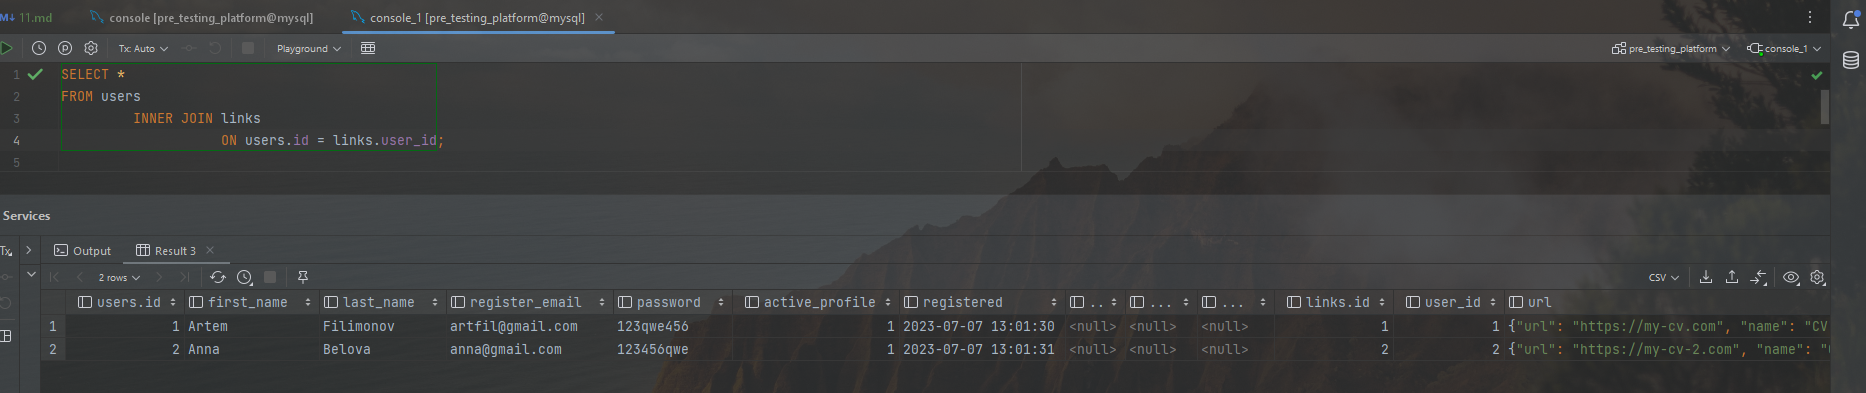 M↓ 11.md console [pre_testing_platform@mysql] console_1 [pre_testing_platform@mysql]
Tx: Auto Playground pre_testing_platform console_1
1 SELECT *
2 FROM users
3 INNER JOIN links
4 ON users.id = links.user_id;
5
Services
Tx Output Result 3
2 rows CSV
users.id first_name last_name register_email password active_profile registered .. ... ... links.id user_id url
1 1 Artem Filimonov artfil@gmail.com 123qwe456 1 2023-07-07 13:01:30 <null> <null> <null> 1 1 {"url": "https://my-cv.com", "name": "CV
2 2 Anna Belova anna@gmail.com 123456qwe 1 2023-07-07 13:01:31 <null> <null> <null> 2 2 {"url": "https://my-cv-2.com", "name": "